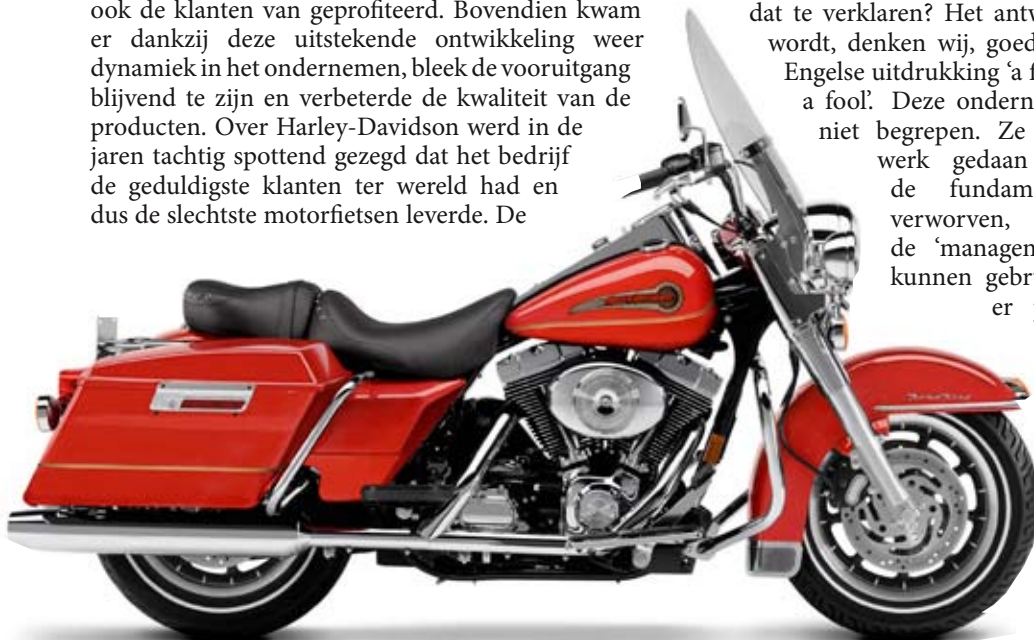 ook de klanten van geprofiteerd. Bovendien kwam
er dankzij deze uitstekende ontwikkeling weer
dynamiek in het ondernemen, bleek de vooruitgang
blijvend te zijn en verbeterde de kwaliteit van de
producten. Over Harley-Davidson werd in de
jaren tachtig spottend gezegd dat het bedrijf
de geduldigste klanten ter wereld had en
dus de slechtste motorfietsen leverde. De
dat te verklaren? Het antw
wordt, denken wij, goed
Engelse uitdrukking ‘a f
a fool’. Deze ondern
niet begrepen. Ze
werk gedaan
de fundam
verworven,
de ‘managen
kunnen gebr
er